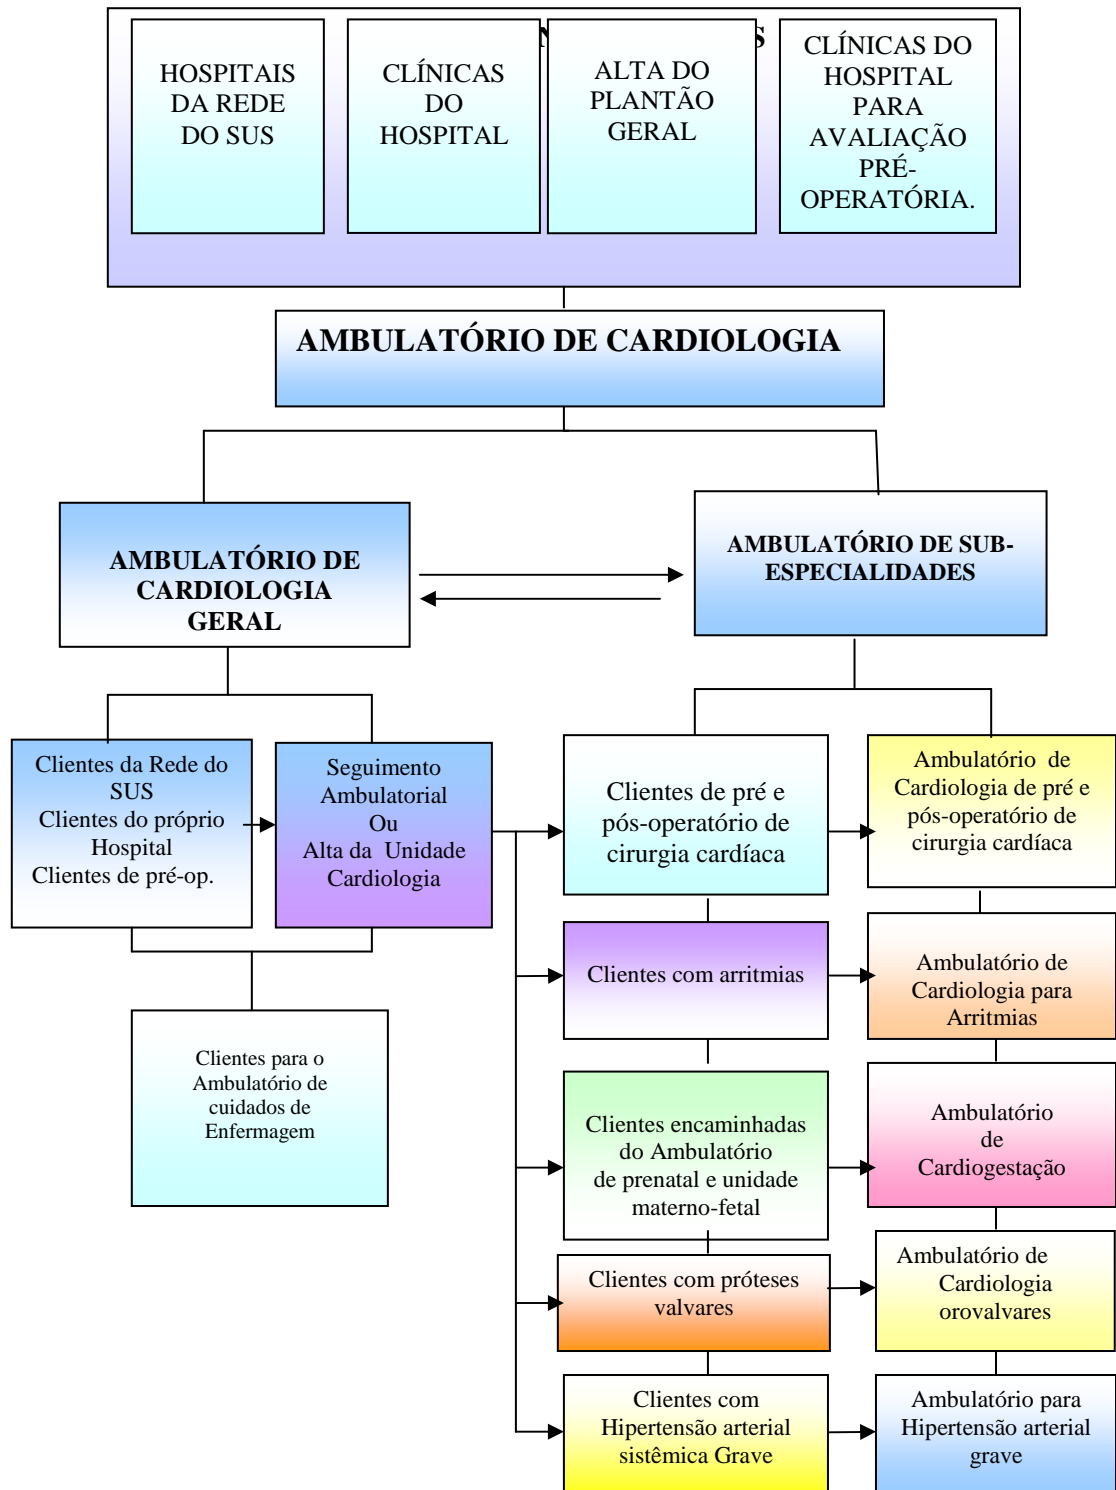 HOSPITAIS
DA REDE
DO SUS
CLÍNICAS
DO
HOSPITAL
ALTA DO
PLANTÃO
GERAL
CLÍNICAS DO
HOSPITAL
PARA
AVALIAÇÃO
PRÉ-
OPERATÓRIA.
AMBULATÓRIO DE CARDIOLOGIA
AMBULATÓRIO DE
CARDIOLOGIA
GERAL
AMBULATÓRIO DE SUB-
ESPECIALIDADES
Clientes da Rede do
SUS
Clientes do próprio
Hospital
Clientes de pré-op.
Seguimento
Ambulatorial
Ou
Alta da Unidade
Cardiologia
Clientes de pré e
pós-operatório de
cirurgia cardíaca
Ambulatório de
Cardiologia de pré e
pós-operatório de
cirurgia cardíaca
Clientes com arritmias
Ambulatório de
Cardiologia para
Arritmias
Clientes para o
Ambulatório de
cuidados de
Enfermagem
Clientes encaminhadas
do Ambulatório
de prenatal e unidade
materno-fetal
Ambulatório
de
Cardiogestação
Clientes com próteses
valvares
Ambulatório de
Cardiologia
orovalvares
Clientes com
Hipertensão arterial
sistêmica Grave
Ambulatório para
Hipertensão arterial
grave